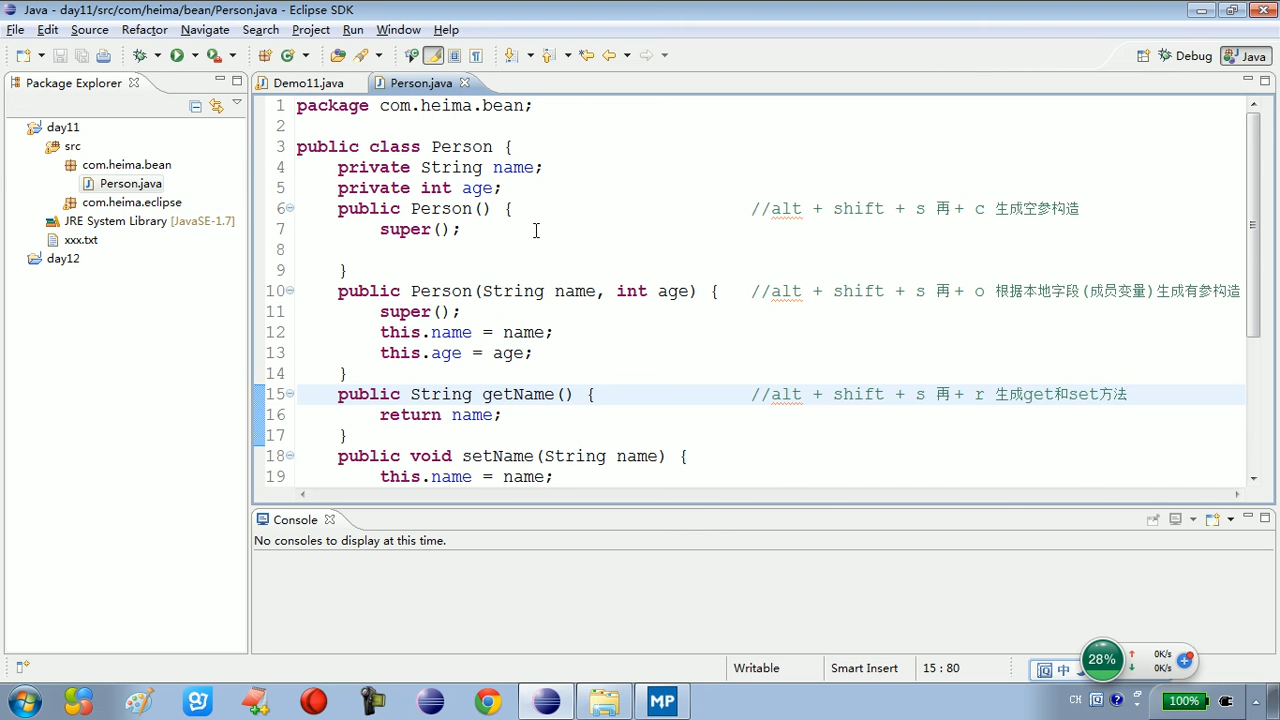 Java - day11/src/com/heima/bean/Person.java - Eclipse SDK
File Edit Source Refactor Navigate Search Project Run Window Help
Debug Java
Package Explorer
day11
src
com.heima.bean
Person.java
com.heima.eclipse
JRE System Library [JavaSE-1.7]
xxx.txt
day12
Demo11.java Person.java
1 package com.heima.bean;
2
3 public class Person {
4 private String name;
5 private int age;
6 public Person() { //alt + shift + s 再+ c 生成空参构造
7 super();
8
9 }
10 public Person(String name, int age) { //alt + shift + s 再+ o 根据本地字段(成员变量)生成有参构造
11 super();
12 this.name = name;
13 this.age = age;
14 }
15 public String getName() { //alt + shift + s 再+ r 生成get和set方法
16 return name;
17 }
18 public void setName(String name) {
19 this.name = name;
Console
No consoles to display at this time.
Writable Smart Insert 15 : 80
中
28% 0K/s
0K/s
MP
CH
100%